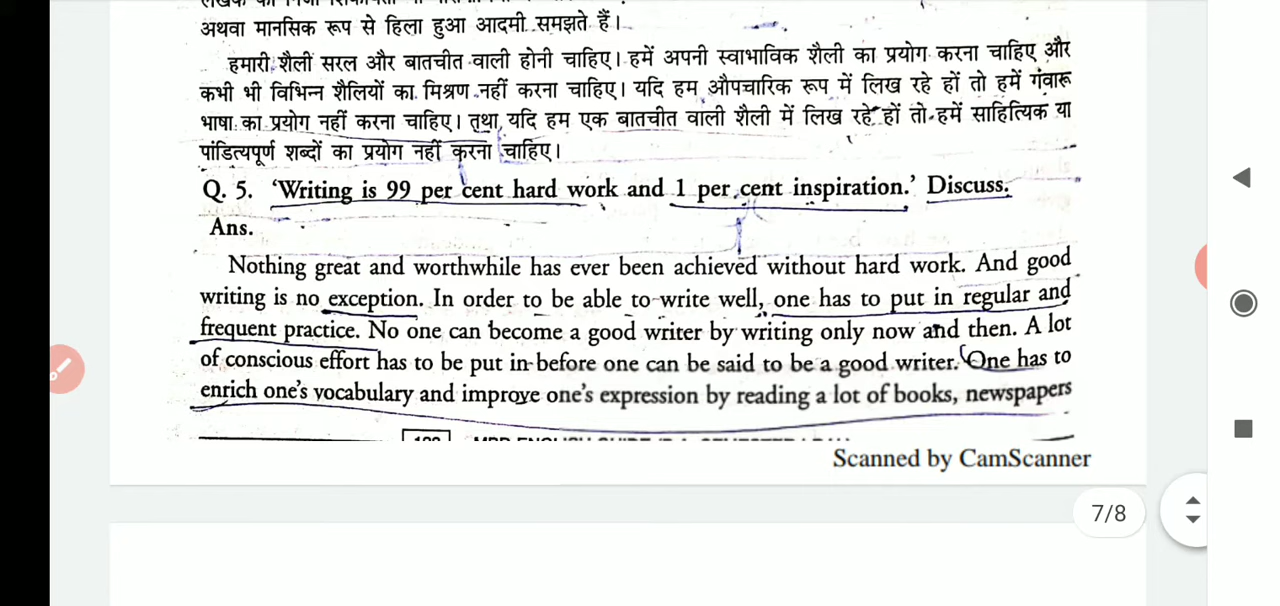 अथवा मानसिक रूप से हिला हुआ आदमी समझते हैं।
हमारी शैली सरल और बातचीत वाली होनी चाहिए। हमें अपनी स्वाभाविक शैली का प्रयोग करना चाहिए और
कभी भी विभिन्न शैलियों का मिश्रण नहीं करना चाहिए। यदि हम औपचारिक रूप में लिख रहे हों तो हमें गंवारू
भाषा का प्रयोग नहीं करना चाहिए। तथा यदि हम एक बातचीत वाली शैली में लिख रहे हों तो हमें साहित्यिक या
पांडित्यपूर्ण शब्दों का प्रयोग नहीं करना चाहिए।
Q. 5. 'Writing is 99 per cent hard work and 1 per cent inspiration.' Discuss.
Ans.
Nothing great and worthwhile has ever been achieved without hard work. And good
writing is no exception. In order to be able to write well, one has to put in regular and
frequent practice. No one can become a good writer by writing only now and then. A lot
of conscious effort has to be put in before one can be said to be a good writer. One has to
enrich one's vocabulary and improve one's expression by reading a lot of books, newspapers
Scanned by CamScanner
7/8